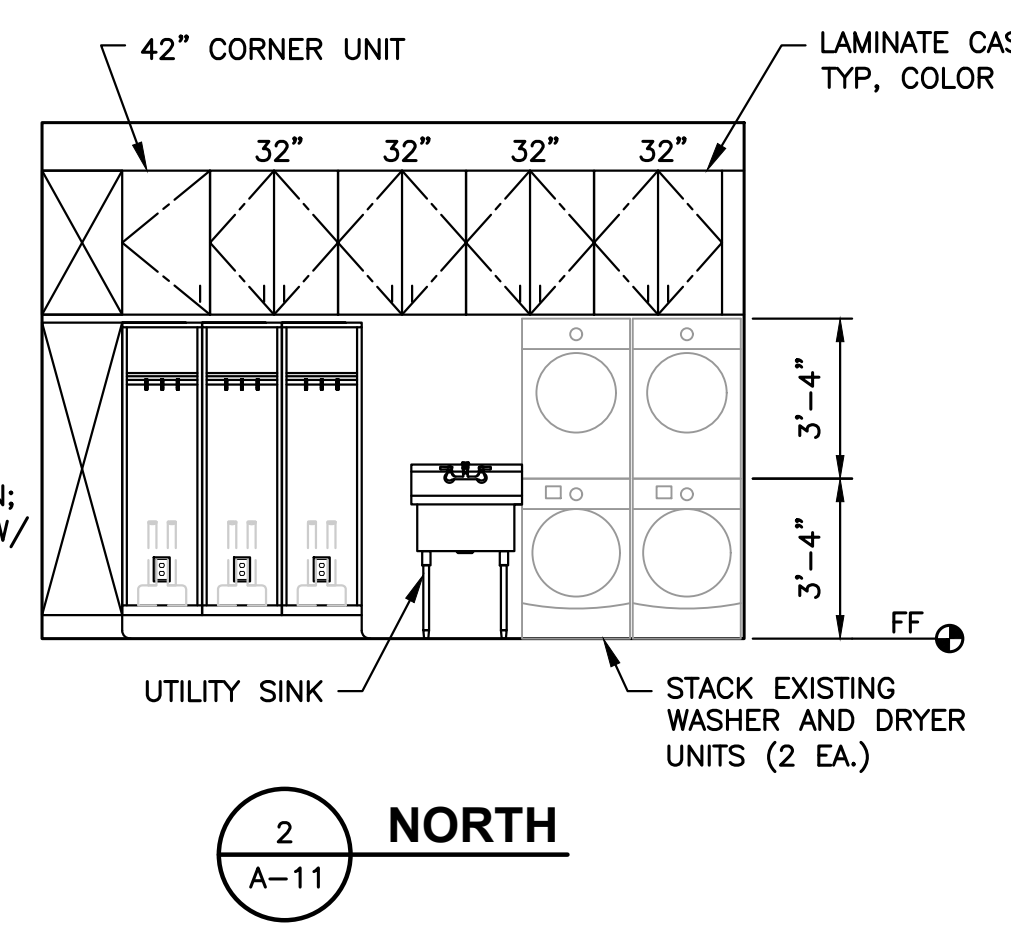 42” CORNER UNIT
LAMINATE
TYP, COLOR
32” 32” 32” 32”
3'-4”
W/
3'-4”
FF
UTILITY SINK
STACK EXISTING
WASHER AND DRYER
UNITS (2 EA.)
2
NORTH
A-11